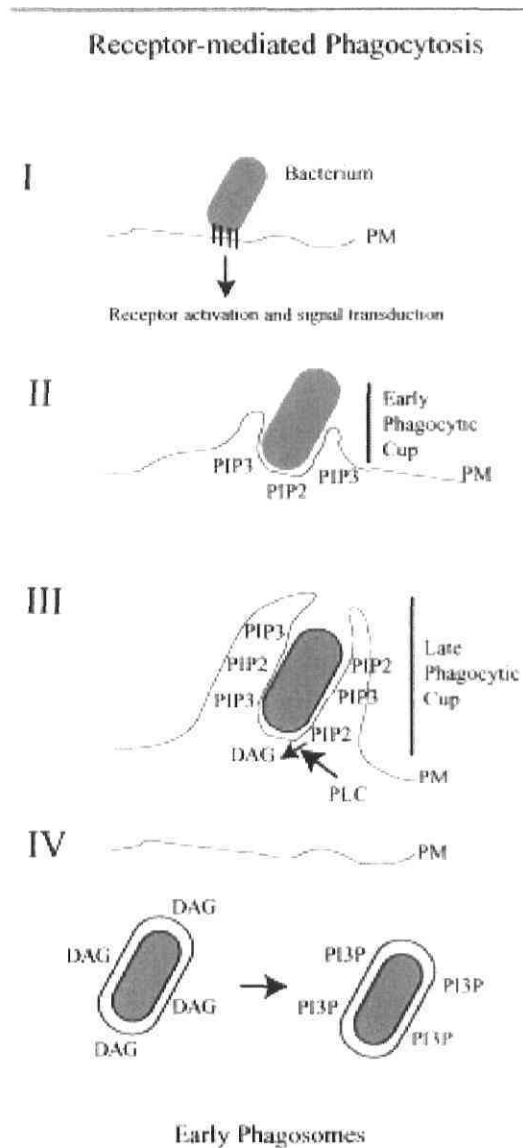 Receptor-mediated Phagocytosis
I
Bacterium
PM
Receptor activation and signal transduction
II
Early
Phagocytic
Cup
PIP3
PIP2
PIP3
PM
III
PIP3
PIP2
PIP3
PIP2
PIP3
PIP2
Late
Phagocytic
Cup
DAG
PLC
PM
IV
PM
DAG
DAG
DAG
DAG
PI3P
PI3P
PI3P
PI3P
Early Phagosomes